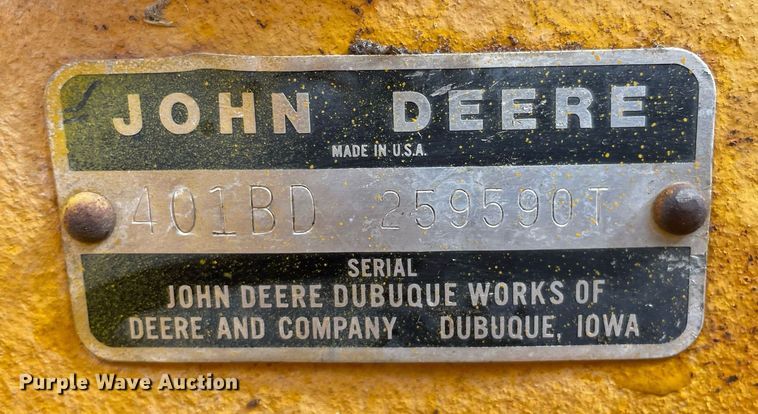 JOHN DEERE
MADE IN U.S.A.
401BD 259590T
SERIAL
JOHN DEERE DUBUQUE WORKS OF
DEERE AND COMPANY DUBUQUE, IOWA
Purple Wave Auction